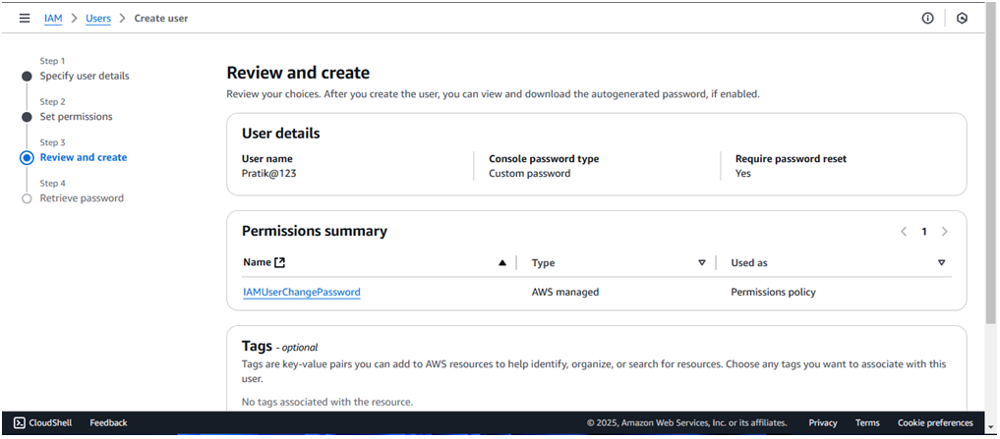 IAM > Users > Create user
Step 1
Specify user details
Step 2
Set permissions
Step 3
Review and create
Step 4
Retrieve password
Review and create
Review your choices. After you create the user, you can view and download the autogenerated password, if enabled.
User details
User name Console password type Require password reset
Pratik@123 Custom password Yes
Permissions summary < 1 >
Name Type Used as
IAMUserChangePassword AWS managed Permissions policy
Tags - optional
Tags are key-value pairs you can add to AWS resources to help identify, organize, or search for resources. Choose any tags you want to associate with this
user.
No tags associated with the resource.
CloudShell Feedback © 2025, Amazon Web Services, Inc. or its affiliates. Privacy Terms Cookie preferences